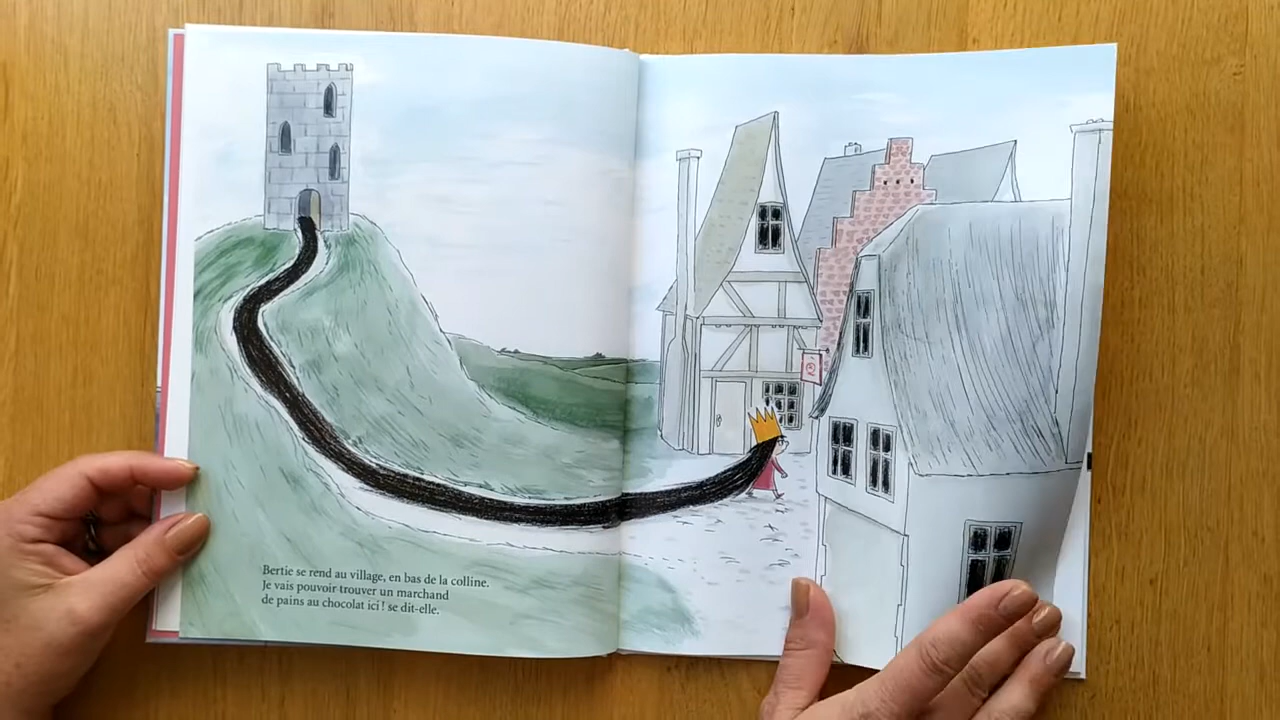 Bertie se rend au village, en bas de la colline.
Je vais pouvoir trouver un marchand
de pains au chocolat ici ! se dit-elle.